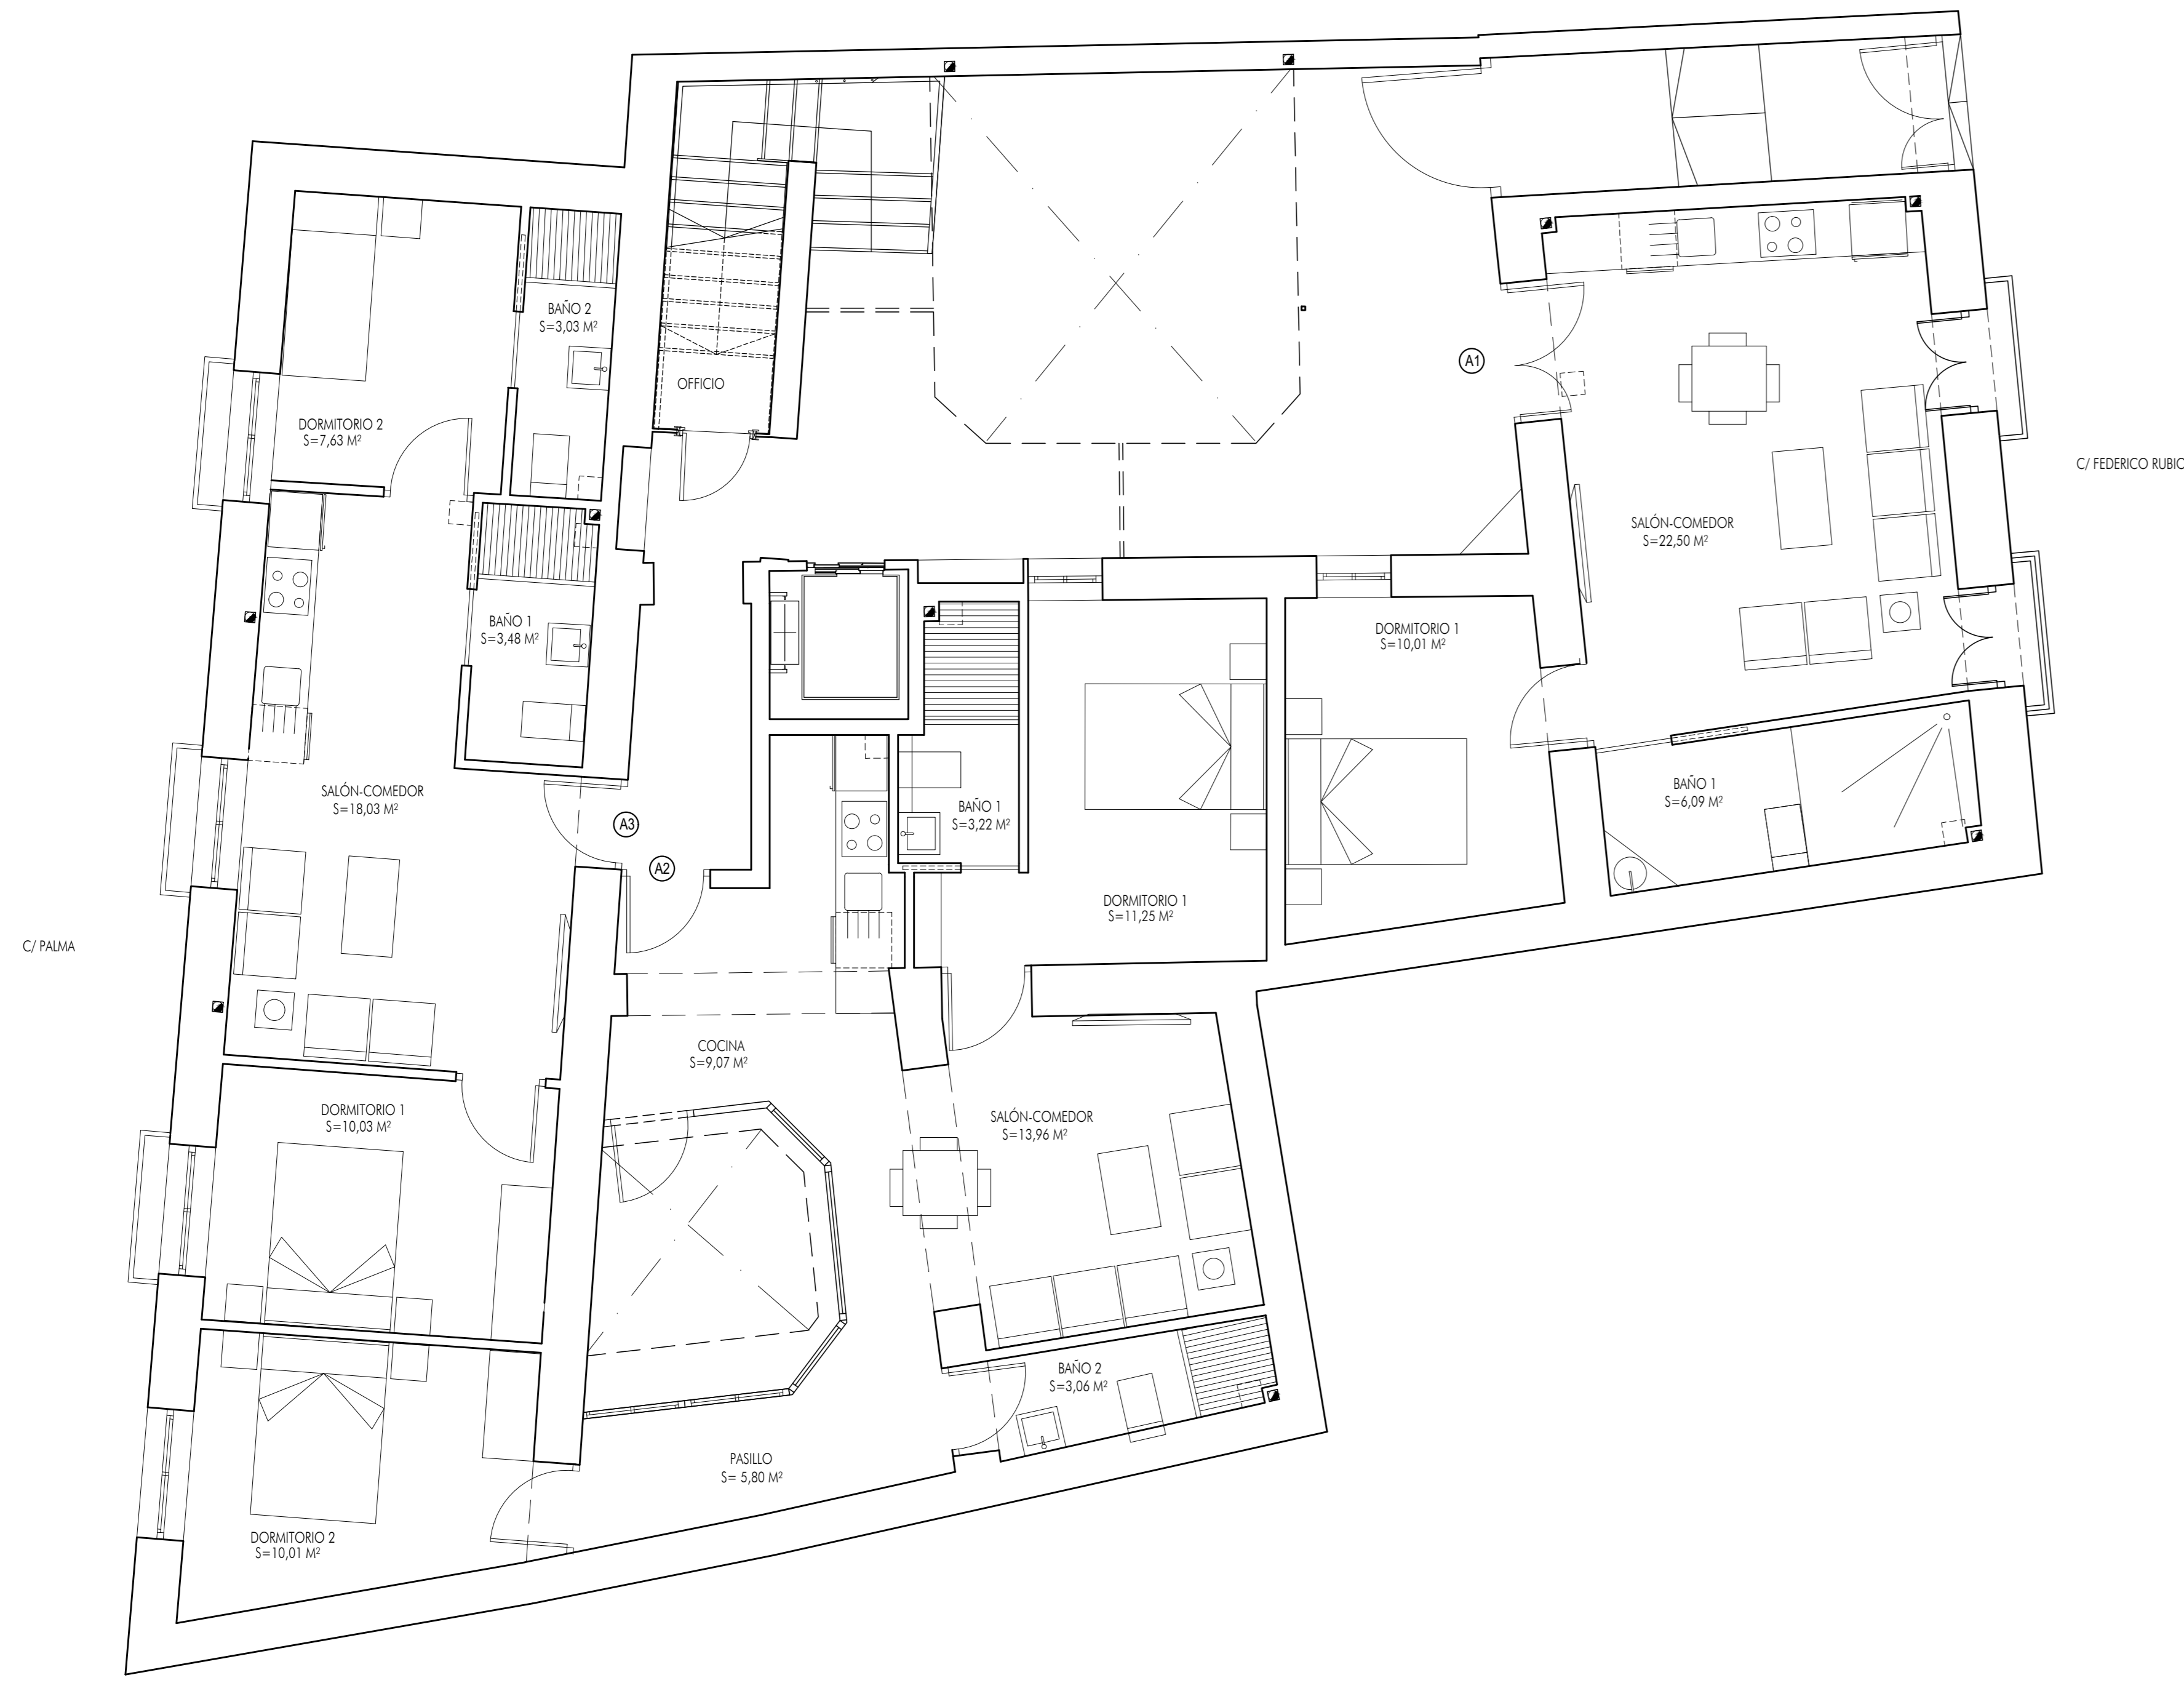 BAÑO 2
S=3,03 M²
OFFICIO
DORMITORIO 2
S=7,63 M²
A1
C/ FEDERICO RUBIO
SALÓN-COMEDOR
S=22,50 M²
BAÑO 1
S=3,48 M²
DORMITORIO 1
S=10,01 M²
SALÓN-COMEDOR
S=18,03 M²
BAÑO 1
S=3,22 M²
BAÑO 1
S=6,09 M²
A3
A2
DORMITORIO 1
S=11,25 M²
C/ PALMA
COCINA
S=9,07 M²
DORMITORIO 1
S=10,03 M²
SALÓN-COMEDOR
S=13,96 M²
BAÑO 2
S=3,06 M²
PASILLO
S= 5,80 M²
DORMITORIO 2
S=10,01 M²